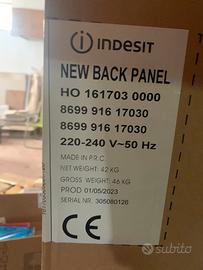 INDESIT
NEW BACK PANEL
HO 161703 0000
8699 916 17030
8699 916 17030
220-240 V~50 Hz
MADE IN P.R.C
NET WEIGHT: 42 KG
GROSS WEIGHT: 46 KG
PROD 01/05/2023
SERIAL NR. 305080126
CE
subito